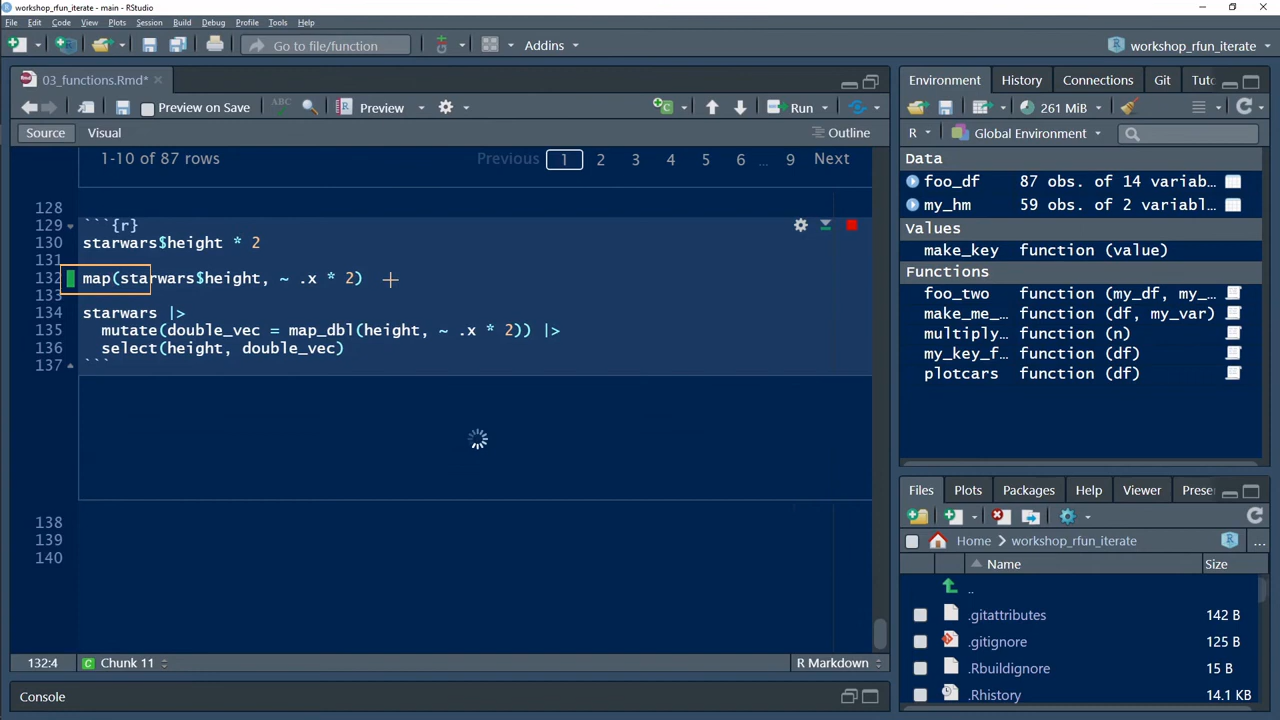 workshop_rfun_iterate - main - RStudio
File Edit Code View Plots Session Build Debug Profile Tools Help
Go to file/function Addins workshop_rfun_iterate
03_functions.Rmd*
Preview on Save ABC Preview Run
Source Visual Outline
1-10 of 87 rows Previous 1 2 3 4 5 6 ... 9 Next
128
129 ```{r}
130 starwars$height * 2
131
132 map(starwars$height, ~ .x * 2)
133
134 starwars |>
135 mutate(double_vec = map_dbl(height, ~ .x * 2)) |>
136 select(height, double_vec)
137 ```
138
139
140
132:4 Chunk 11 R Markdown
Console
Environment History Connections Git Tuto
261 MiB
R Global Environment
Data
foo_df 87 obs. of 14 variab…
my_hm 59 obs. of 2 variabl…
Values
make_key function (value)
Functions
foo_two function (my_df, my_…
make_me_… function (df, my_var)
multiply… function (n)
my_key_f… function (df)
plotcars function (df)
Files Plots Packages Help Viewer Prese
Home workshop_rfun_iterate ...
Name Size
..
.gitattributes 142 B
.gitignore 125 B
.Rbuildignore 15 B
.Rhistory 14.1 KB